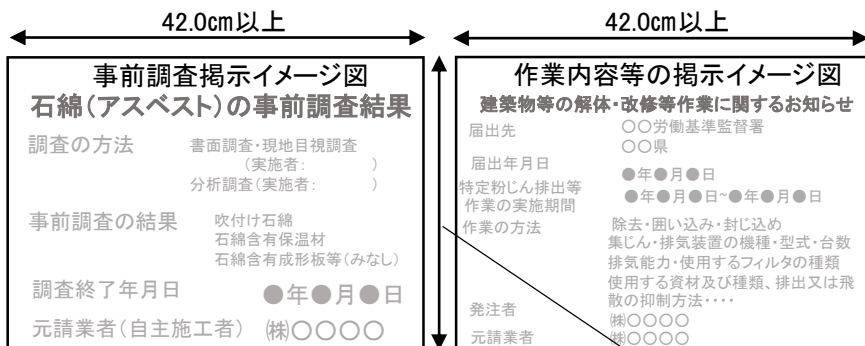 42.0㎝以上
事前調査掲示イメージ図
石綿(アスベスト)の事前調査結果
調査の方法 書面調査・現地目視調査
(実施者: )
分析調査(実施者: )
事前調査の結果 吹付け石綿
石綿含有保温材
石綿含有成形板等(みなし)
調査終了年月日 ●年●月●日
元請業者(自主施工者) ㈱〇〇〇〇
42.0㎝以上
作業内容等の掲示イメージ図
建築物等の解体・改修等作業に関するお知らせ
届出先 〇〇労働基準監督署
〇〇県
届出年月日 ●年●月●日
特定粉じん排出等
作業の実施期間 ●年●月●日~●年●月●日
作業の方法 除去・囲い込み・封じ込め
集じん・排気装置の機種・型式・台数
排気能力・使用するフィルタの種類
使用する資材及び種類、排出又は飛
散の抑制方法・・・・
発注者 ㈱〇〇〇〇
元請業者 ㈱〇〇〇〇